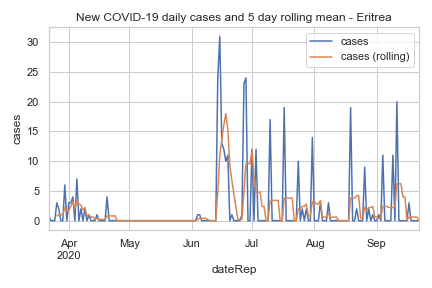 New COVID-19 daily cases and 5 day rolling mean - Eritrea
cases
cases (rolling)
30
25
20
15
10
5
0
cases
Apr
2020
May
Jun
Jul
Aug
Sep
dateRep